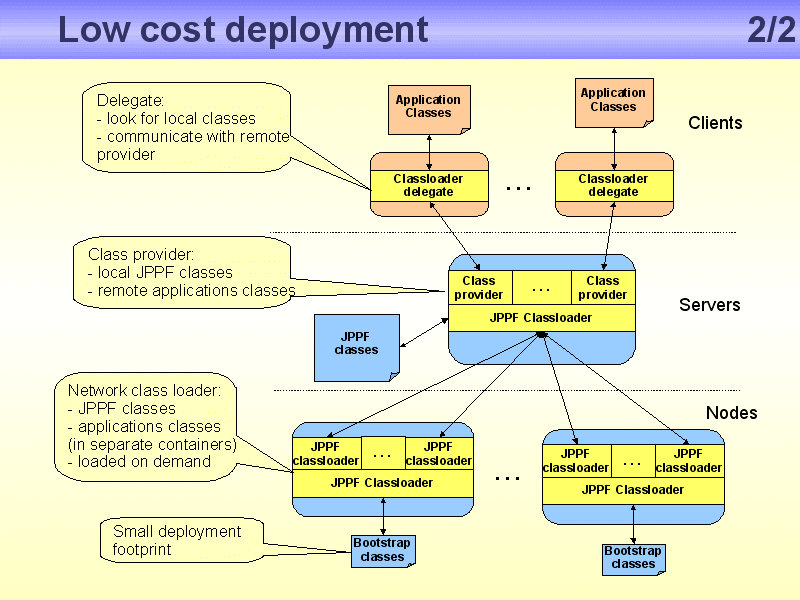 Low cost deployment 2/2
Delegate:
- look for local classes
- communicate with remote
provider
Application
Classes
Application
Classes
Clients
Classloader
delegate
...
Classloader
delegate
Class provider:
- local JPPF classes
- remote applications classes
Class
provider
...
Class
provider
JPPF Classloader
Servers
JPPF
classes
Network class loader:
- JPPF classes
- applications classes
(in separate containers)
- loaded on demand
Nodes
JPPF
classloader
...
JPPF
classloader
JPPF Classloader
...
JPPF
classloader
...
JPPF
classloader
JPPF Classloader
Small deployment
footprint
Bootstrap
classes
Bootstrap
classes